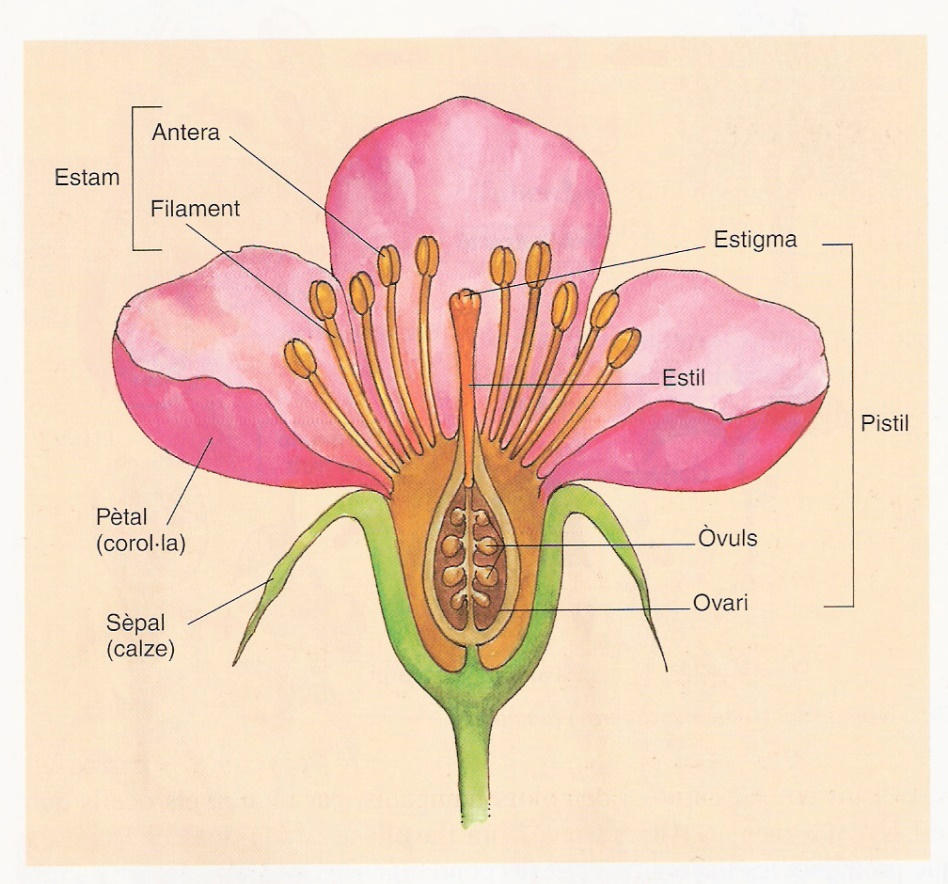 Antera
Estam
Filament
Estigma
Estil
Pistil
Pètal
(corol·la)
Òvuls
Ovari
Sèpal
(calze)